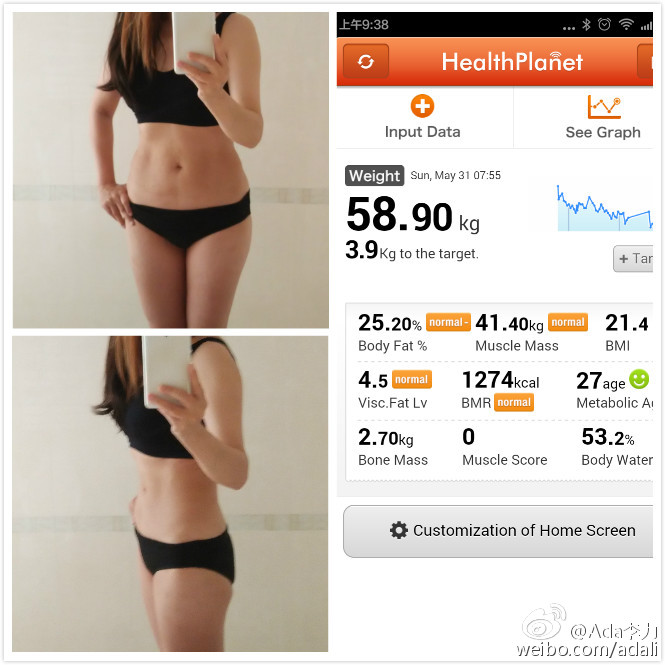 上午9:38
HealthPlanet
Input Data
See Graph
Weight Sun, May 31 07:55
58.90 kg
3.9Kg to the target.
+ Tar
25.20% normal - 41.40kg normal 21.4
Body Fat % Muscle Mass BMI
4.5 normal 1274kcal 27age
Visc.Fat Lv BMR normal Metabolic Ag
2.70kg 0 53.2%
Bone Mass Muscle Score Body Water
Customization of Home Screen
@Ada李力
weibo.com/adali